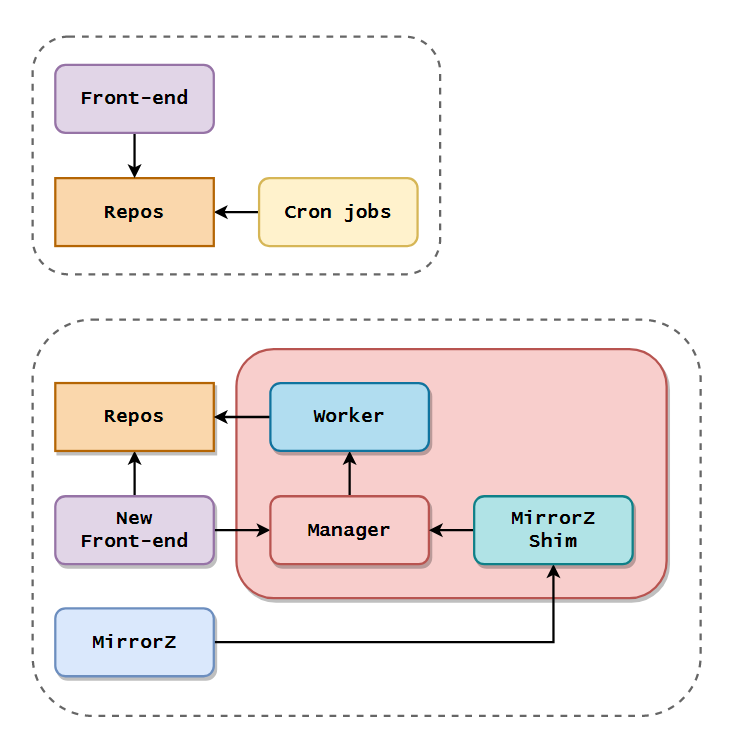 Front-end
Repos
Cron jobs
Repos
Worker
New
Front-end
Manager
MirrorZ
Shim
MirrorZ